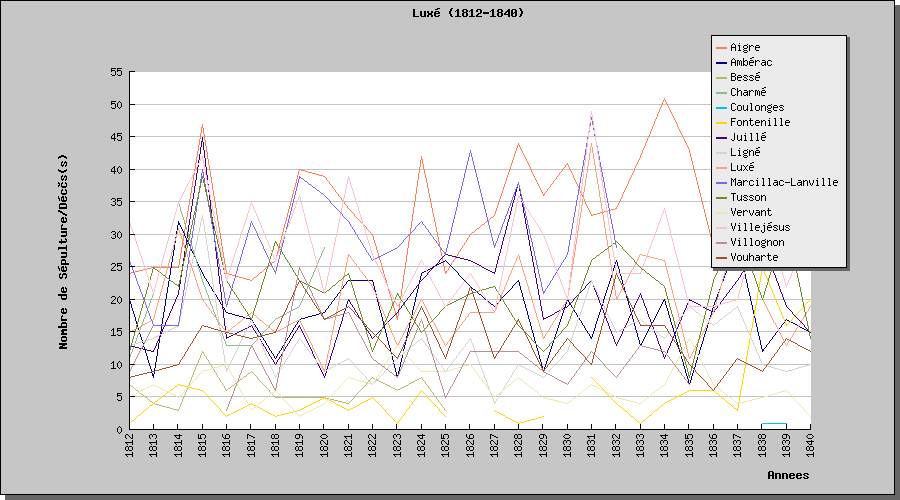 Luxé (1812-1840)
Aigre
Ambérac
Bessé
Charmé
Coulonges
Fontenille
Juillé
Ligné
Luxé
Marcillac-Lanville
Tusson
Vervant
Villejésus
Villognon
Vouharte
Nombre de Sépulture/Décès(s)
55
50
45
40
35
30
25
20
15
10
5
0
1812 1813 1814 1815 1816 1817 1818 1819 1820 1821 1822 1823 1824 1825 1826 1827 1828 1829 1830 1831 1832 1833 1834 1835 1836 1837 1838 1839 1840
Annees